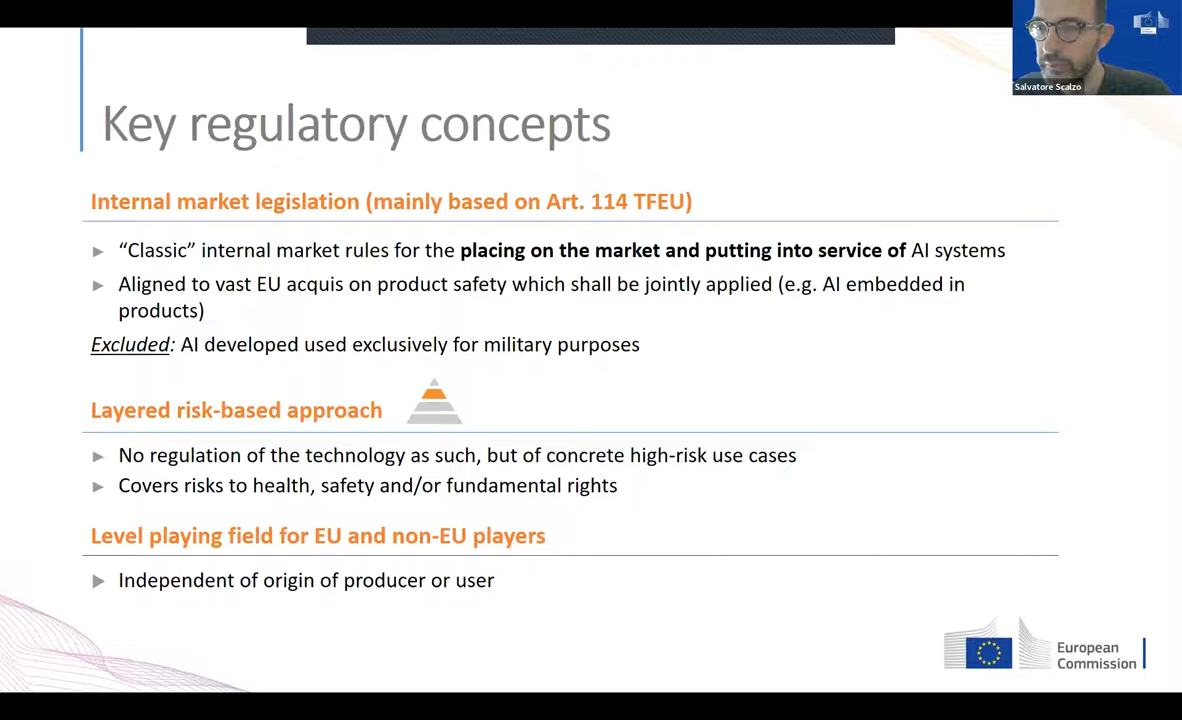 Salvatore Scalzo
Key regulatory concepts
Internal market legislation (mainly based on Art. 114 TFEU)
► “Classic” internal market rules for the placing on the market and putting into service of AI systems
► Aligned to vast EU acquis on product safety which shall be jointly applied (e.g. AI embedded in
products)
Excluded: AI developed used exclusively for military purposes
Layered risk-based approach
► No regulation of the technology as such, but of concrete high-risk use cases
► Covers risks to health, safety and/or fundamental rights
Level playing field for EU and non-EU players
► Independent of origin of producer or user
European
Commission